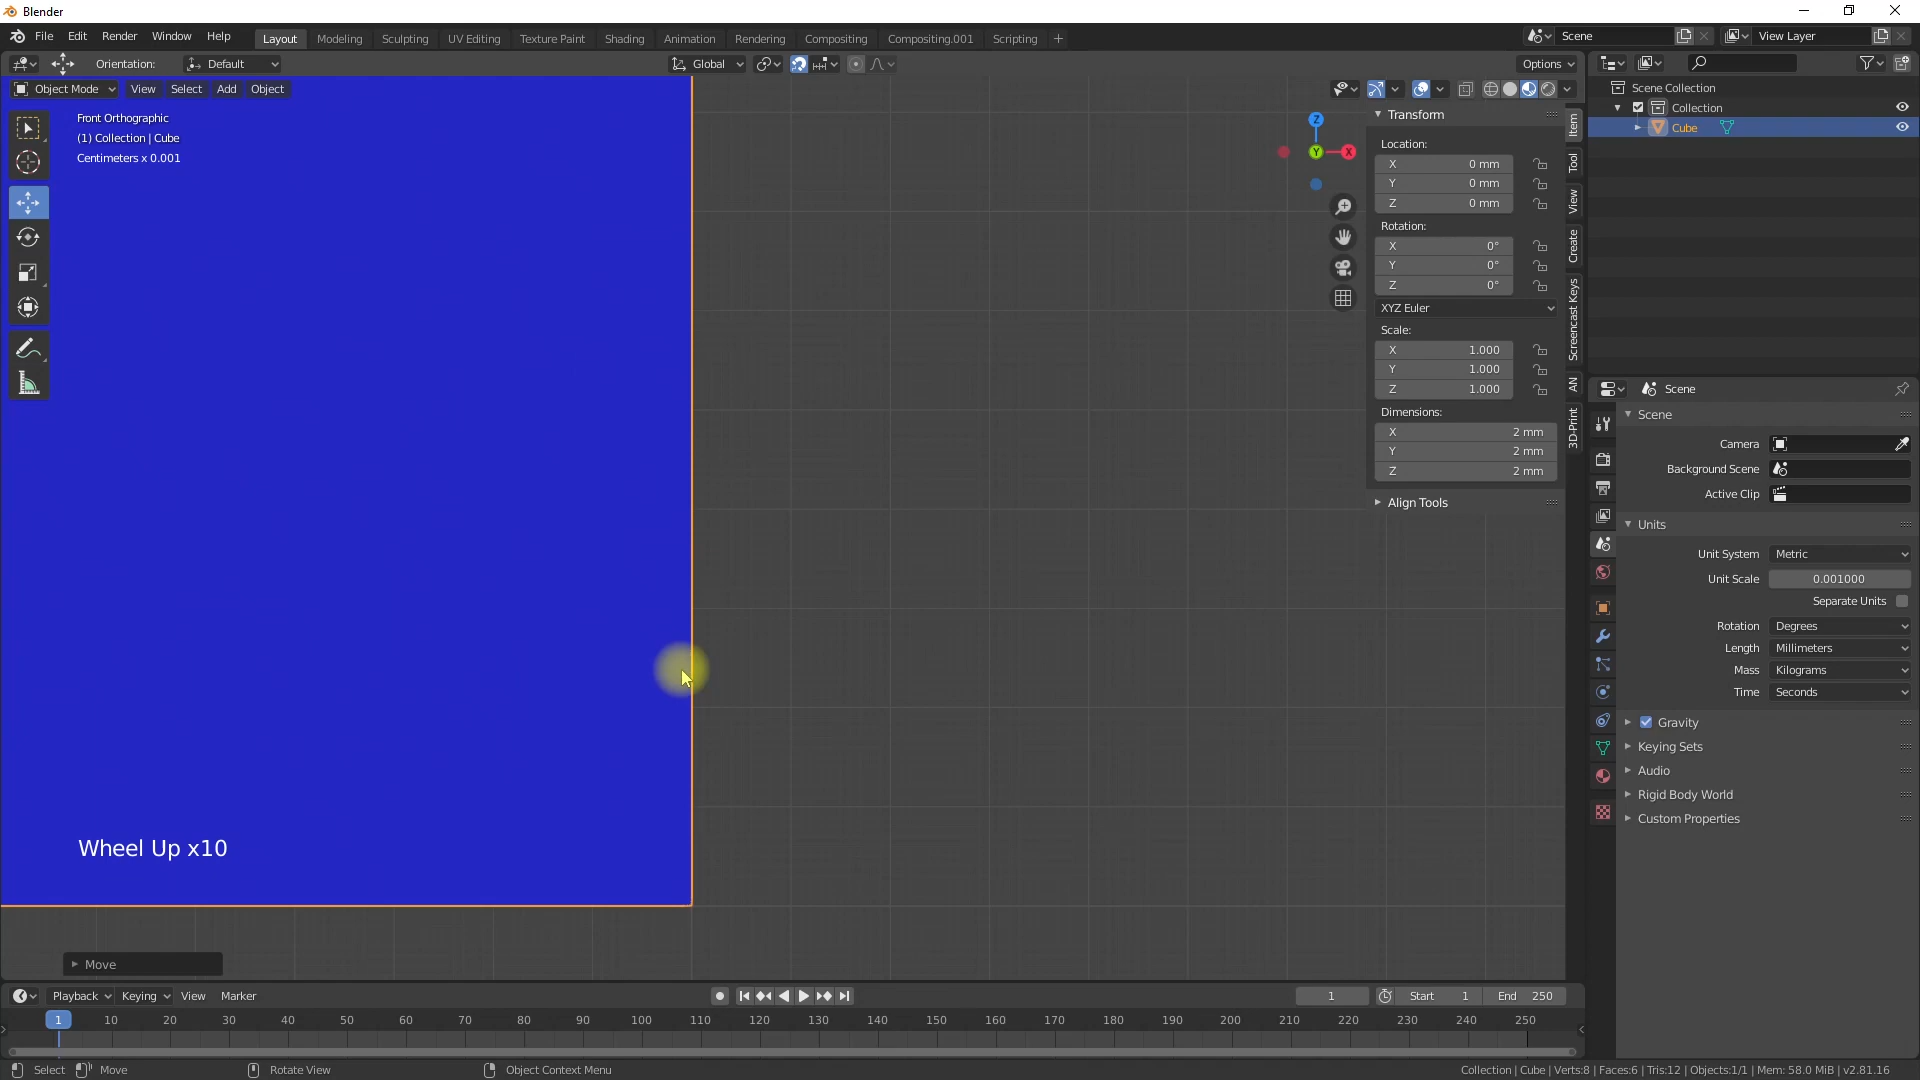 Blender
File Edit Render Window Help Layout Modeling Sculpting UV Editing Texture Paint Shading Animation Rendering Compositing Compositing.001 Scripting + Scene View Layer
Orientation: Default Global Options
Object Mode View Select Add Object
Front Orthographic
(1) Collection | Cube
Centimeters x 0.001
Z
Y
X
Transform
Location:
X 0 mm
Y 0 mm
Z 0 mm
Rotation:
X 0°
Y 0°
Z 0°
XYZ Euler
Scale:
X 1.000
Y 1.000
Z 1.000
Dimensions:
X 2 mm
Y 2 mm
Z 2 mm
Align Tools
Item
Tool
View
Create
Screencast Keys
AN
3D-Print
Scene Collection
Collection
Cube
Scene
Scene
Camera
Background Scene
Active Clip
Units
Unit System Metric
Unit Scale 0.001000
Separate Units
Rotation Degrees
Length Millimeters
Mass Kilograms
Time Seconds
Gravity
Keying Sets
Audio
Rigid Body World
Custom Properties
Wheel Up x10
Move
Playback Keying View Marker 1 Start 1 End 250
1 10 20 30 40 50 60 70 80 90 100 110 120 130 140 150 160 170 180 190 200 210 220 230 240 250
Select Move Rotate View Object Context Menu Collection | Cube | Verts:8 | Faces:6 | Tris:12 | Objects:1/1 | Mem: 58.0 MiB | v2.81.16